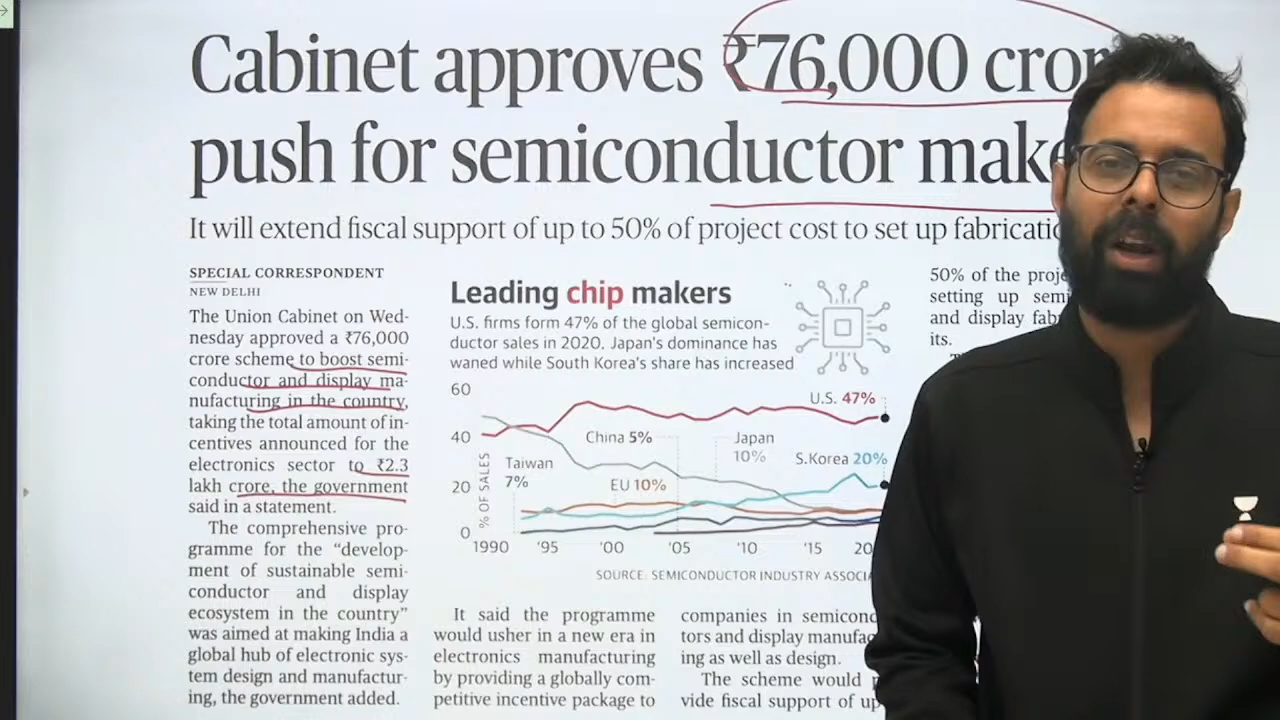 Cabinet approves ₹76,000
push for semiconductor
It will extend fiscal support of up to 50% of project cost to set up
SPECIAL CORRESPONDENT
NEW DELHI
The Union Cabinet on Wed-
nesday approved a ₹76,000
crore scheme to boost semi-
conductor and display ma-
nufacturing in the country,
taking the total amount of in-
centives announced for the
electronics sector to ₹2.3
lakh crore, the government
said in a statement.
The comprehensive pro-
gramme for the “develop-
ment of sustainable semi-
conductor and display
ecosystem in the country”
was aimed at making India a
global hub of electronic sys-
tem design and manufactur-
ing, the government added.
Leading chip makers
U.S. firms form 47% of the global semicon-
ductor sales in 2020. Japan's dominance has
waned while South Korea's share has increased
60
40
20
0
% OF SALES
U.S. 47%
China 5%
Japan
10%
S.Korea 20%
Taiwan
7%
EU 10%
1990 '95 '00 '05 '10 '15 20
SOURCE: SEMICONDUCTOR INDUSTRY
It said the programme
would usher in a new era in
electronics manufacturing
by providing a globally com-
petitive incentive package to
companies in
tors and display
ing as well as design.
The scheme would
vide fiscal support of up
50% of the
setting up
and display
its.